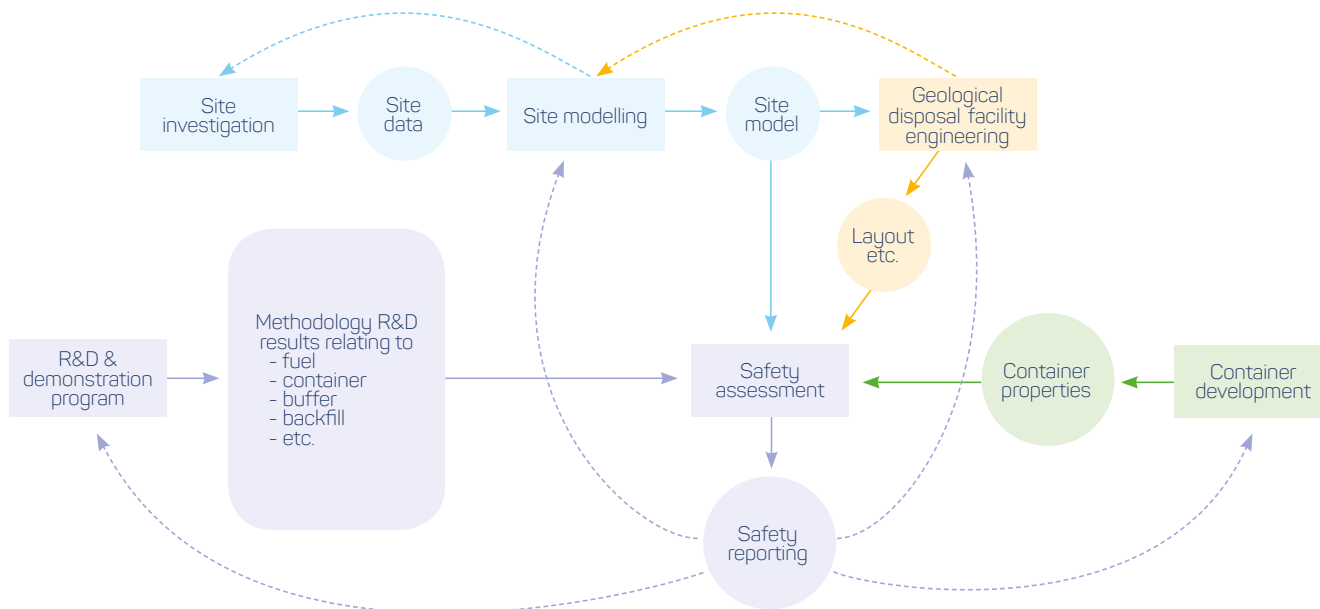 Site
investigation
Site
data
Site modelling
Site
model
Geological
disposal facility
engineering
Layout
etc.
Methodology R&D
results relating to
- fuel
- container
- buffer
- backfill
- etc.
R&D &
demonstration
program
Safety
assessment
Container
properties
Container
development
Safety
reporting